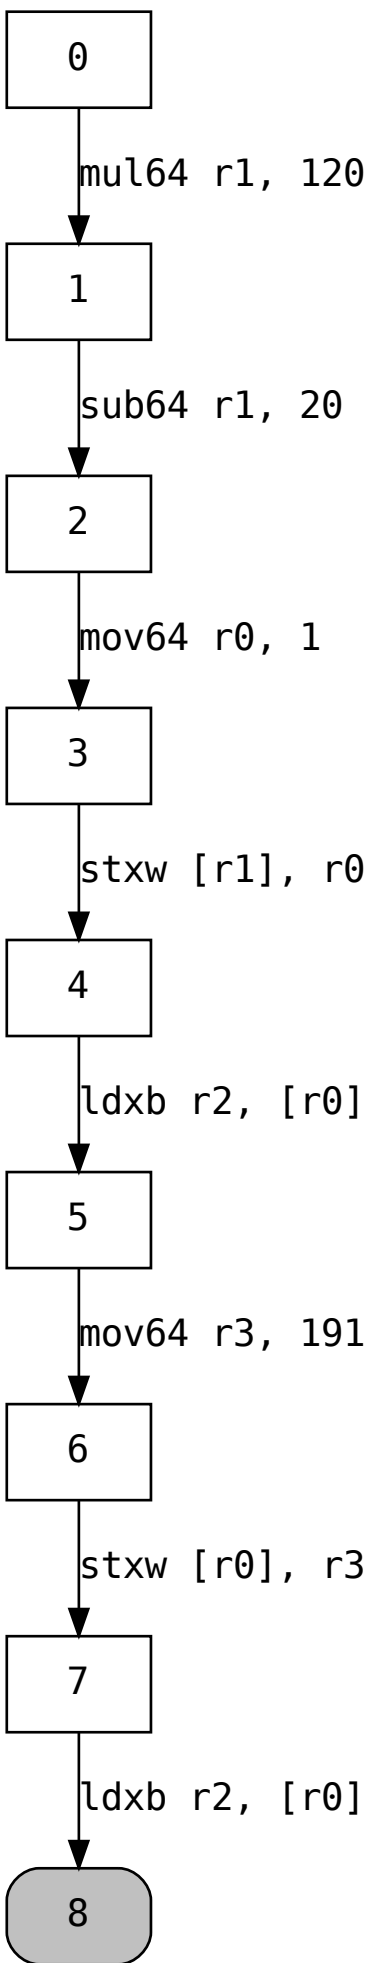 0
mul64 r1, 120
1
sub64 r1, 20
2
mov64 r0, 1
3
stxw [r1], r0
4
ldxb r2, [r0]
5
mov64 r3, 191
6
stxw [r0], r3
7
ldxb r2, [r0]
8